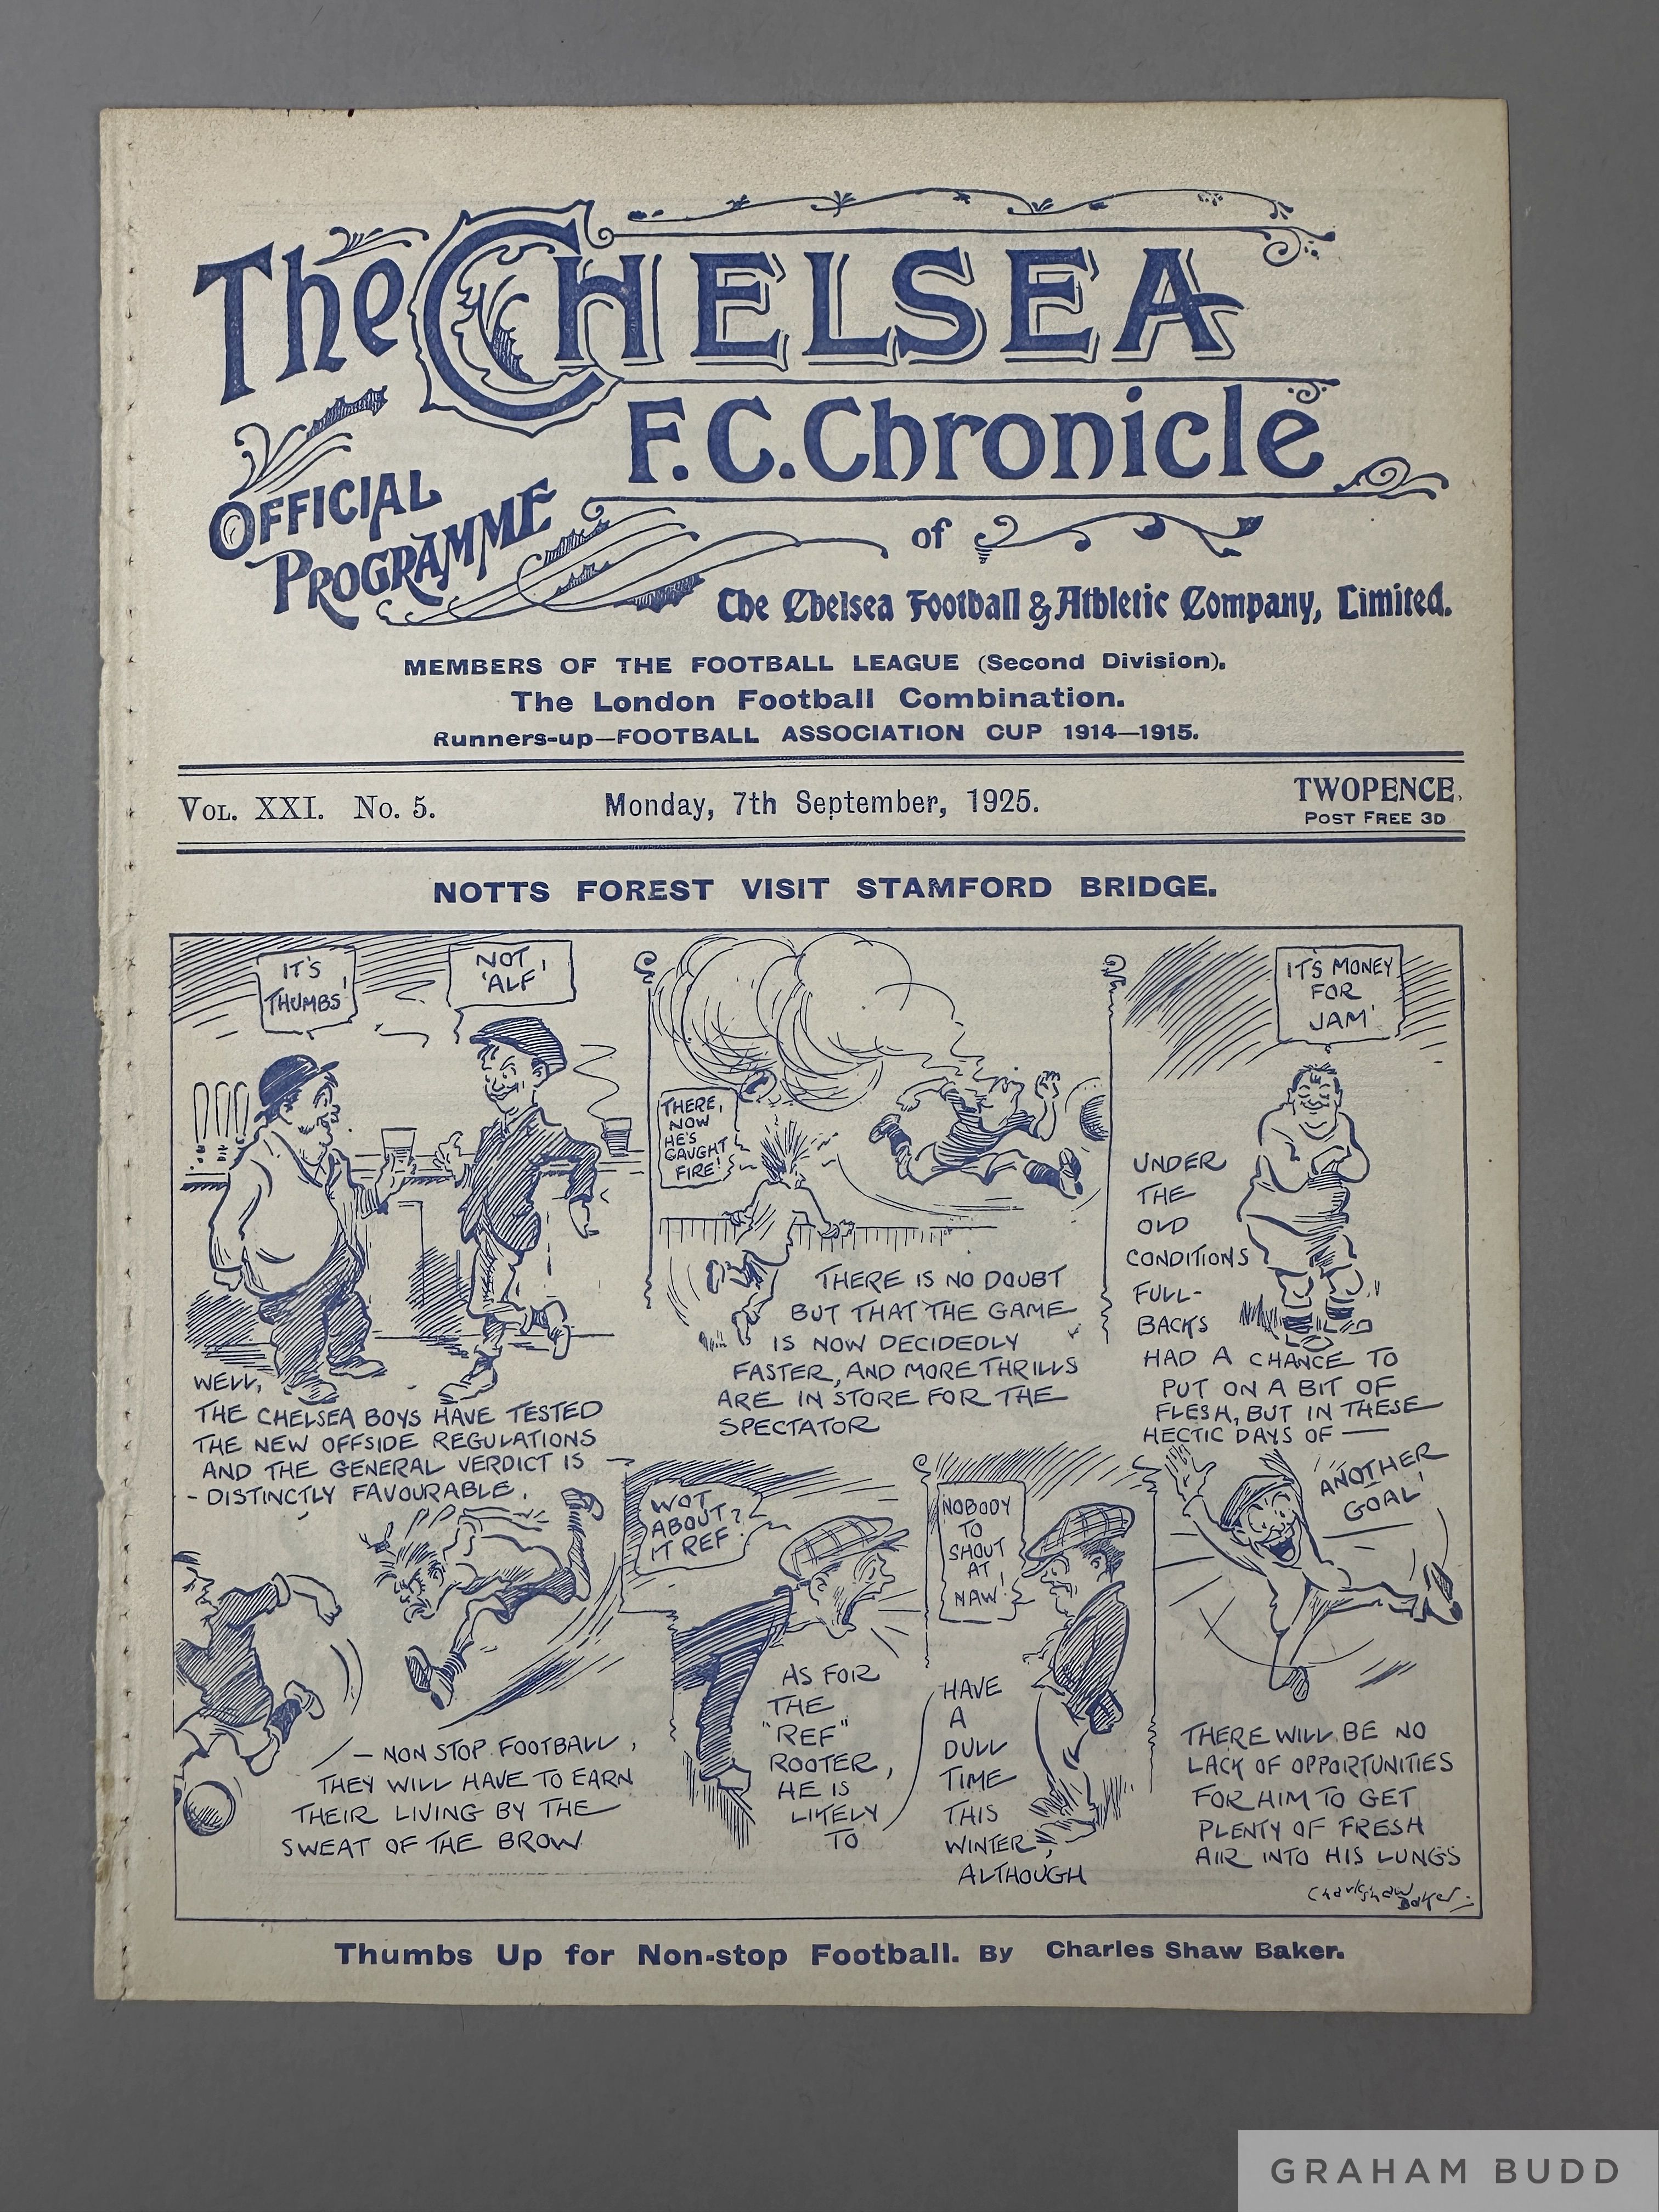 The CHELSEA
F.C. Chronicle
OFFICIAL
PROGRAMME
of
The Chelsea Football & Athletic Company, Limited.
MEMBERS OF THE FOOTBALL LEAGUE (Second Division).
The London Football Combination.
Runners-up—FOOTBALL ASSOCIATION CUP 1914—1915.
VOL. XXI. No. 5.
Monday, 7th September, 1925.
TWOPENCE,
POST FREE 3D
NOTTS FOREST VISIT STAMFORD BRIDGE.
IT'S
THUMBS'
NOT
'ALF'
WELL,
THE CHELSEA BOYS HAVE TESTED
THE NEW OFFSIDE REGULATIONS
AND THE GENERAL VERDICT IS
- DISTINCTLY FAVOURABLE.
THERE,
NOW
HE'S
CAUGHT
FIRE!
THERE IS NO DOUBT
BUT THAT THE GAME
IS NOW DECIDEDLY
FASTER, AND MORE THRILLS
ARE IN STORE FOR THE
SPECTATOR
IT'S MONEY
FOR
JAM'
UNDER
THE
OLD
CONDITIONS
FULL-
BACKS
HAD A CHANCE TO
PUT ON A BIT OF
FLESH, BUT IN THESE
HECTIC DAYS OF —
— NON STOP FOOTBALL,
THEY WILL HAVE TO EARN
THEIR LIVING BY THE
SWEAT OF THE BROW
WOT
ABOUT
IT REF?
AS FOR
THE
"REF"
ROOTER,
HE IS
LIKELY
TO
NOBODY
TO
SHOUT
AT
NAW!
HAVE
A
DULL
TIME
THIS
WINTER,
ALTHOUGH
ANOTHER
GOAL!
THERE WILL BE NO
LACK OF OPPORTUNITIES
FOR HIM TO GET
PLENTY OF FRESH
AIR INTO HIS LUNGS
Charles Shaw
Baker
Thumbs Up for Non-stop Football. By Charles Shaw Baker.
GRAHAM BUDD